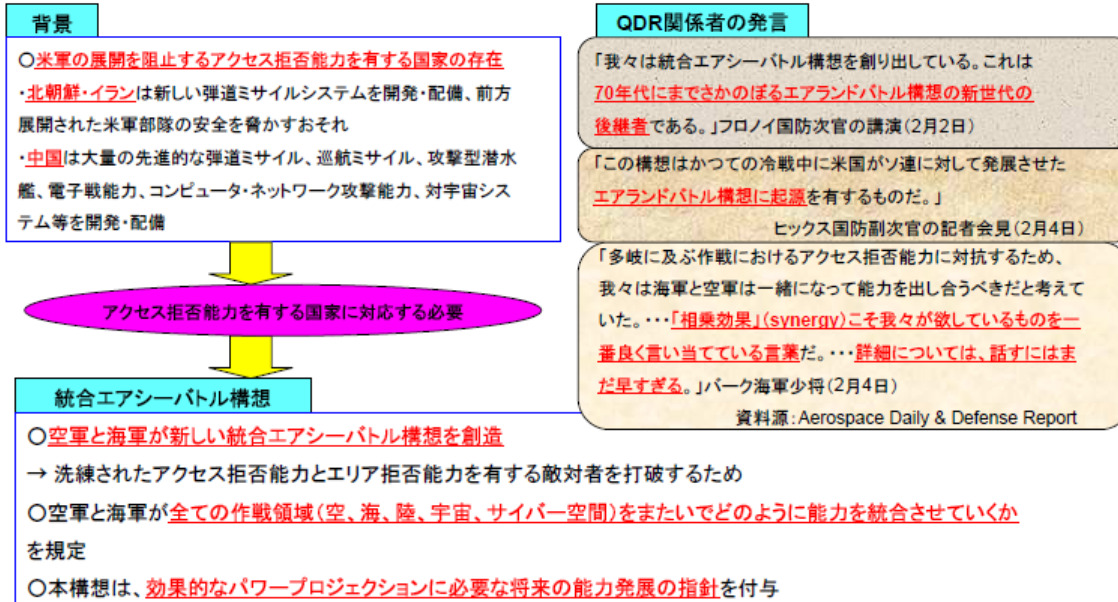 背景
○米軍の展開を阻止するアクセス拒否能力を有する国家の存在
・北朝鮮・イランは新しい弾道ミサイルシステムを開発・配備、前方
展開された米軍部隊の安全を脅かすおそれ
・中国は大量の先進的な弾道ミサイル、巡航ミサイル、攻撃型潜水
艦、電子戦能力、コンピュータ・ネットワーク攻撃能力、対宇宙シス
テム等を開発・配備
アクセス拒否能力を有する国家に対応する必要
QDR関係者の発言
「我々は統合エアシーバトル構想を創り出している。これは
70年代にまでさかのぼるエアランドバトル構想の新世代の
後継者である。」フロノイ国防次官の講演(2月2日)
「この構想はかつての冷戦中に米国がソ連に対して発展させた
エアランドバトル構想に起源を有するものだ。」
ヒックス国防副次官の記者会見(2月4日)
「多岐に及ぶ作戦におけるアクセス拒否能力に対抗するため、
我々は海軍と空軍は一緒になって能力を出し合うべきだと考えて
いた。・・・「相乗効果」(synergy)こそ我々が欲しているものを一
番良く言い当てている言葉だ。・・・詳細については、話すにはま
だ早すぎる。」バーク海軍少将(2月4日)
資料源:Aerospace Daily & Defense Report
統合エアシーバトル構想
○空軍と海軍が新しい統合エアシーバトル構想を創造
→ 洗練されたアクセス拒否能力とエリア拒否能力を有する敵対者を打破するため
○空軍と海軍が全ての作戦領域(空、海、陸、宇宙、サイバー空間)をまたいでどのように能力を統合させていくか
を規定
○本構想は、効果的なパワープロジェクションに必要な将来の能力発展の指針を付与